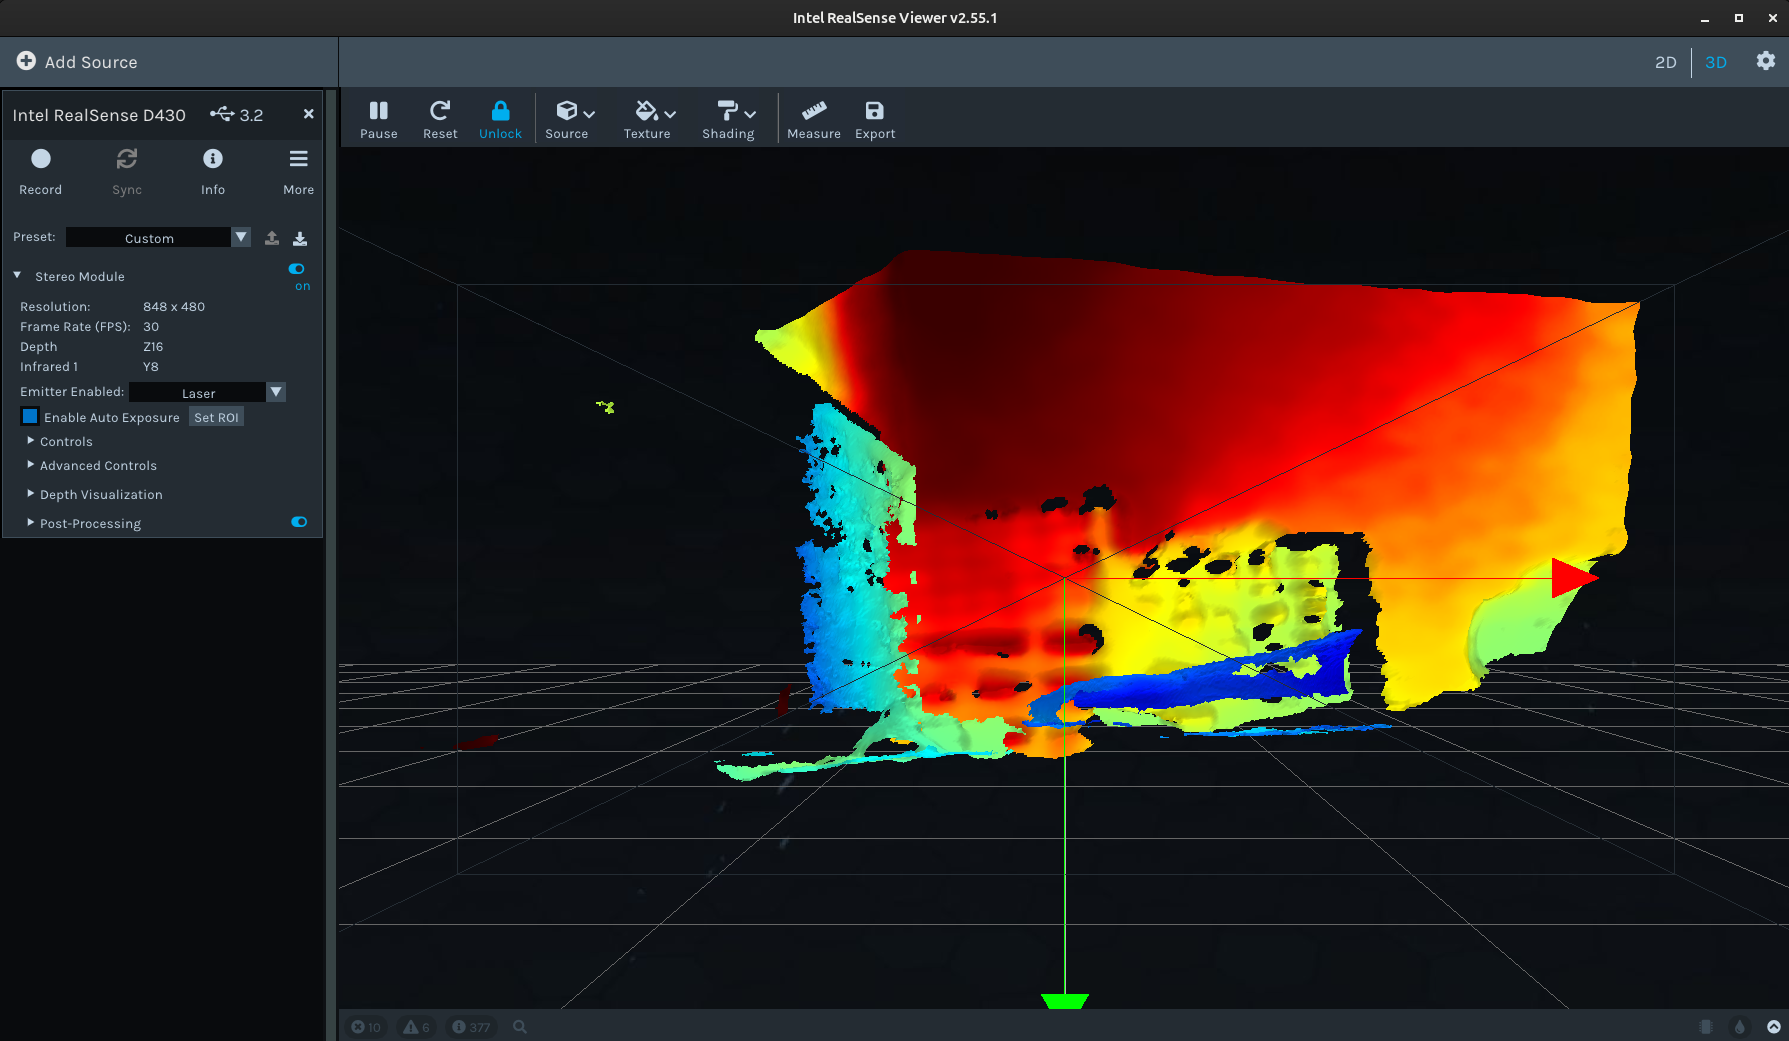 Intel RealSense Viewer v2.55.1
Add Source
2D 3D
Intel RealSense D430 3.2
Pause Reset Unlock Source Texture Shading Measure Export
Record Sync Info More
Preset: Custom
Stereo Module
on
Resolution: 848 x 480
Frame Rate (FPS): 30
Depth Z16
Infrared 1 Y8
Emitter Enabled: Laser
Enable Auto Exposure Set ROI
Controls
Advanced Controls
Depth Visualization
Post-Processing
10 6 377